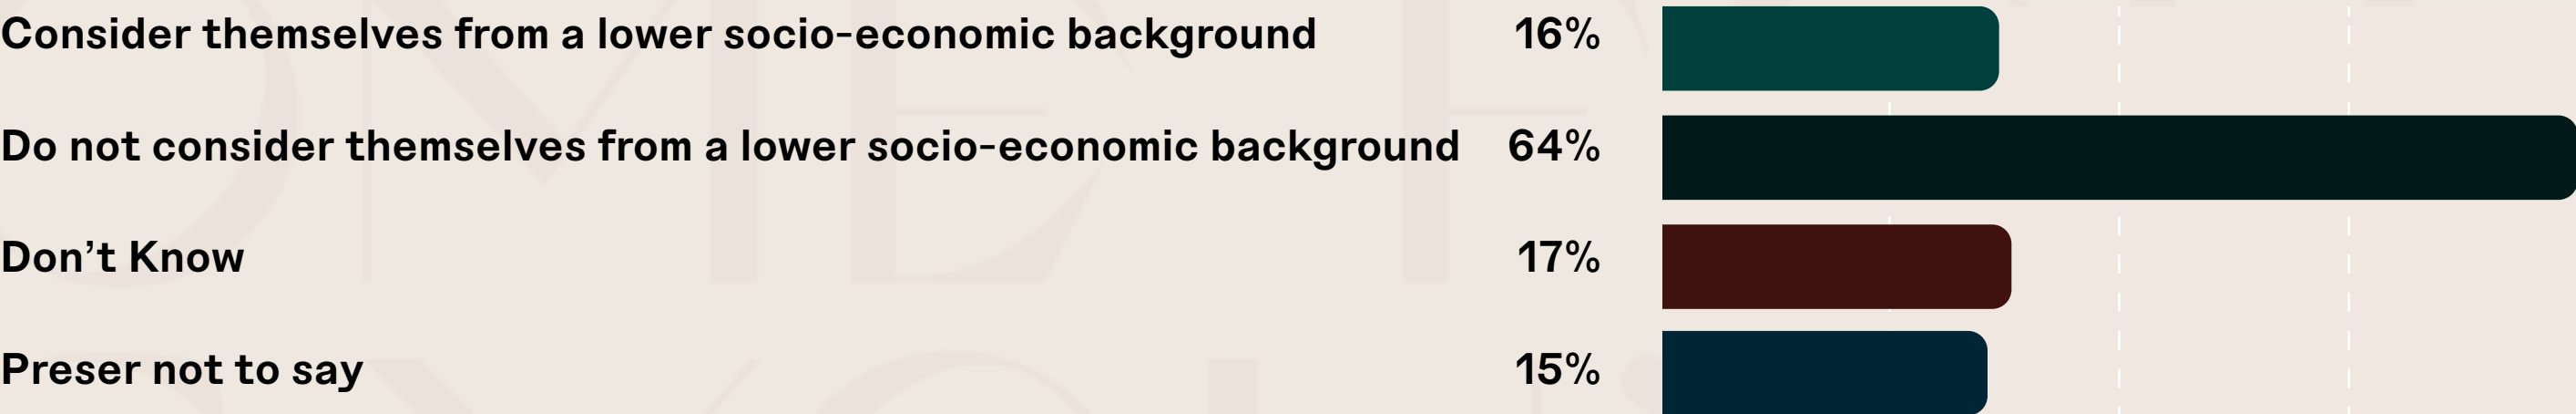 Consider themselves from a lower socio-economic background 16%
Do not consider themselves from a lower socio-economic background 64%
Don’t Know 17%
Preser not to say 15%